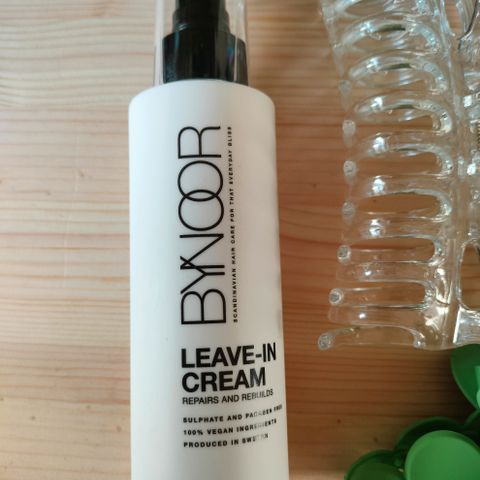 BYNOOR
SCANDINAVIAN HAIR CARE FOR THAT EVERYDAY BLISS
LEAVE-IN
CREAM
REPAIRS AND REBUILDS
SULPHATE AND PARABEN FREE
100% VEGAN INGREDIENTS
PRODUCED IN SWEDEN